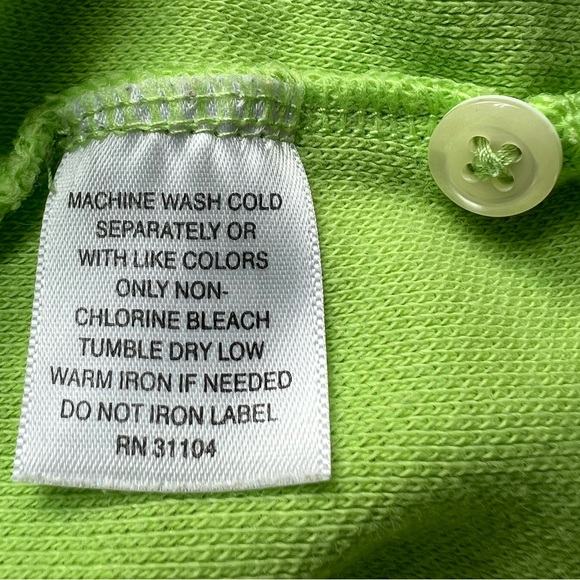 MACHINE WASH COLD
SEPARATELY OR
WITH LIKE COLORS
ONLY NON-
CHLORINE BLEACH
TUMBLE DRY LOW
WARM IRON IF NEEDED
DO NOT IRON LABEL
RN 31104